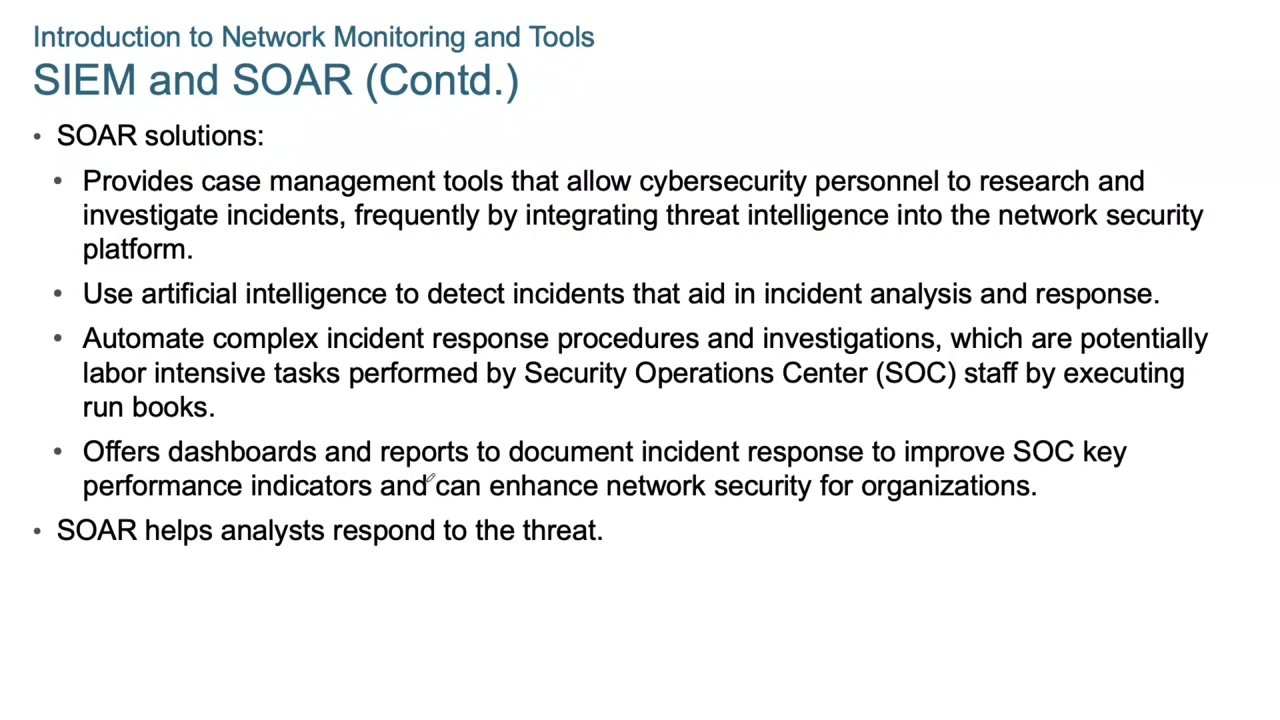 Introduction to Network Monitoring and Tools
SIEM and SOAR (Contd.)
• SOAR solutions:
• Provides case management tools that allow cybersecurity personnel to research and
investigate incidents, frequently by integrating threat intelligence into the network security
platform.
• Use artificial intelligence to detect incidents that aid in incident analysis and response.
• Automate complex incident response procedures and investigations, which are potentially
labor intensive tasks performed by Security Operations Center (SOC) staff by executing
run books.
• Offers dashboards and reports to document incident response to improve SOC key
performance indicators and can enhance network security for organizations.
• SOAR helps analysts respond to the threat.